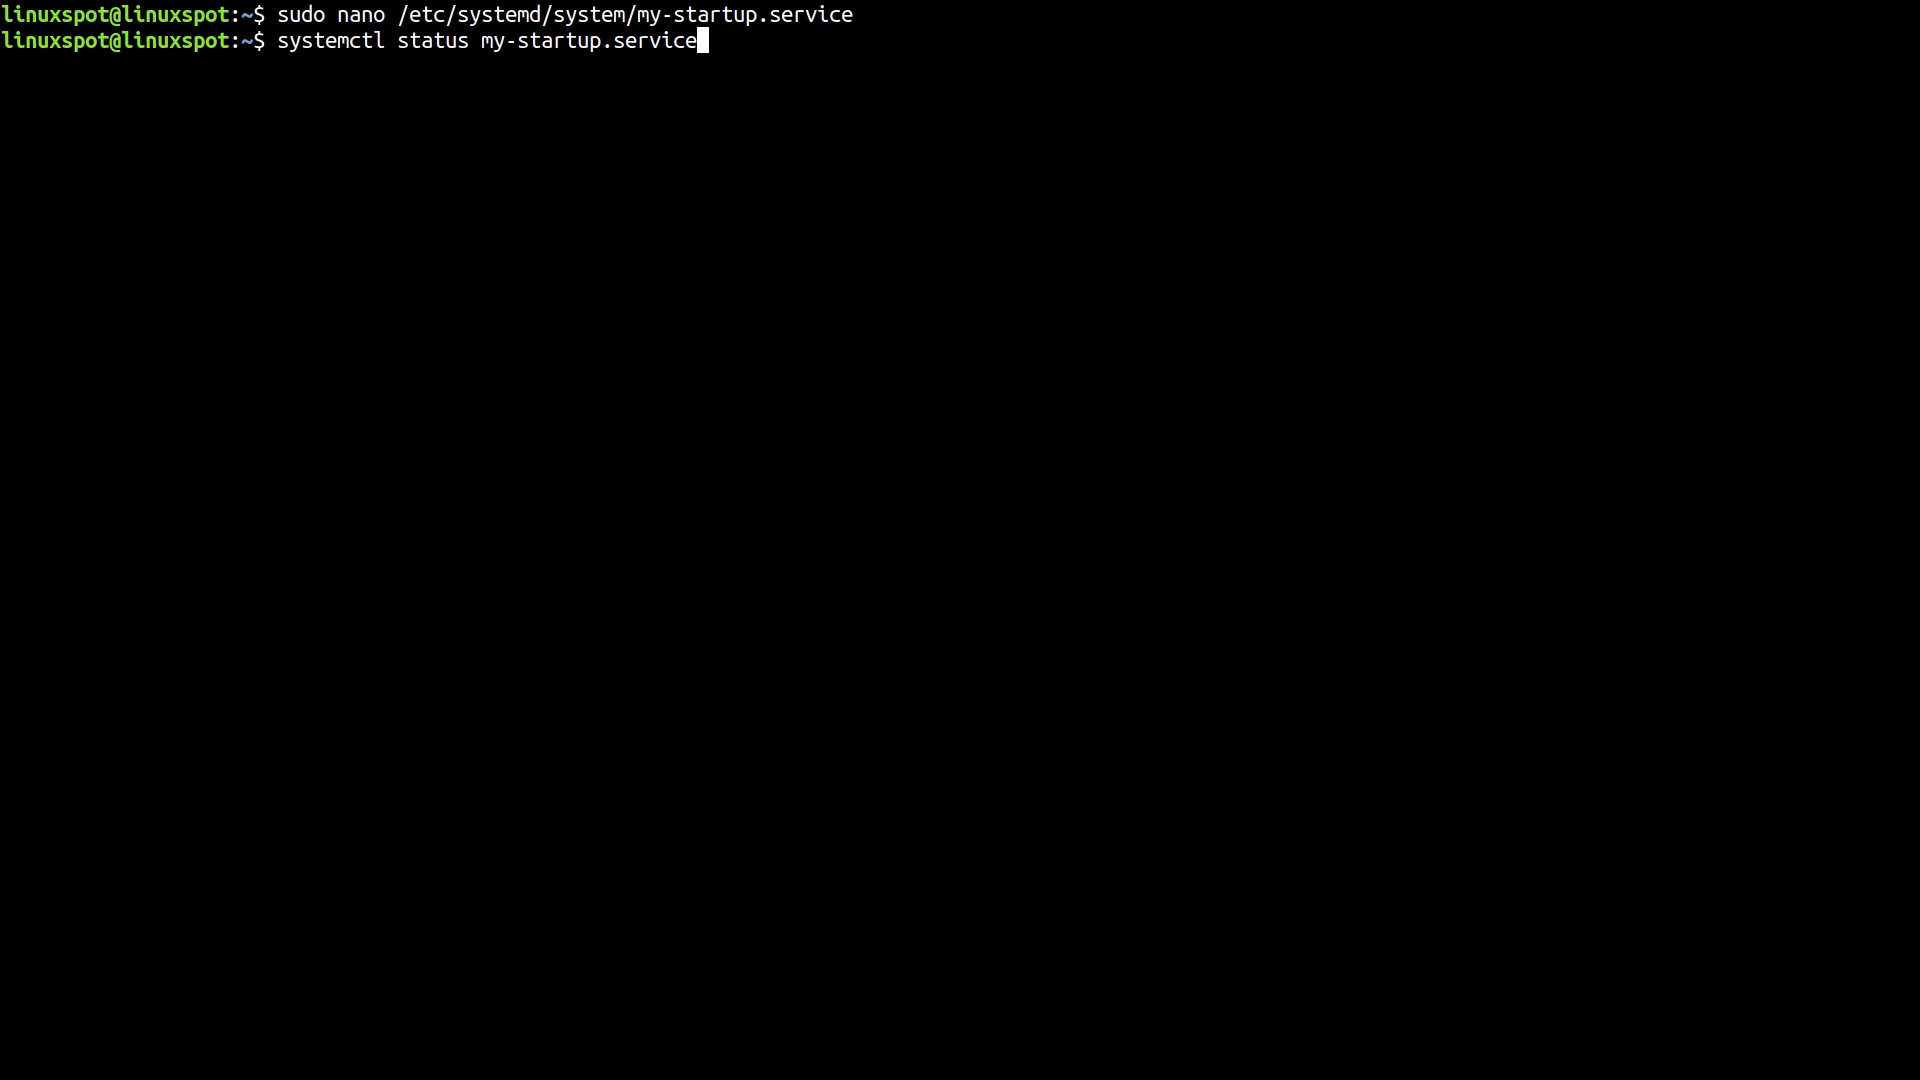 linuxspot@linuxspot:~$ sudo nano /etc/systemd/system/my-startup.service
linuxspot@linuxspot:~$ systemctl status my-startup.service